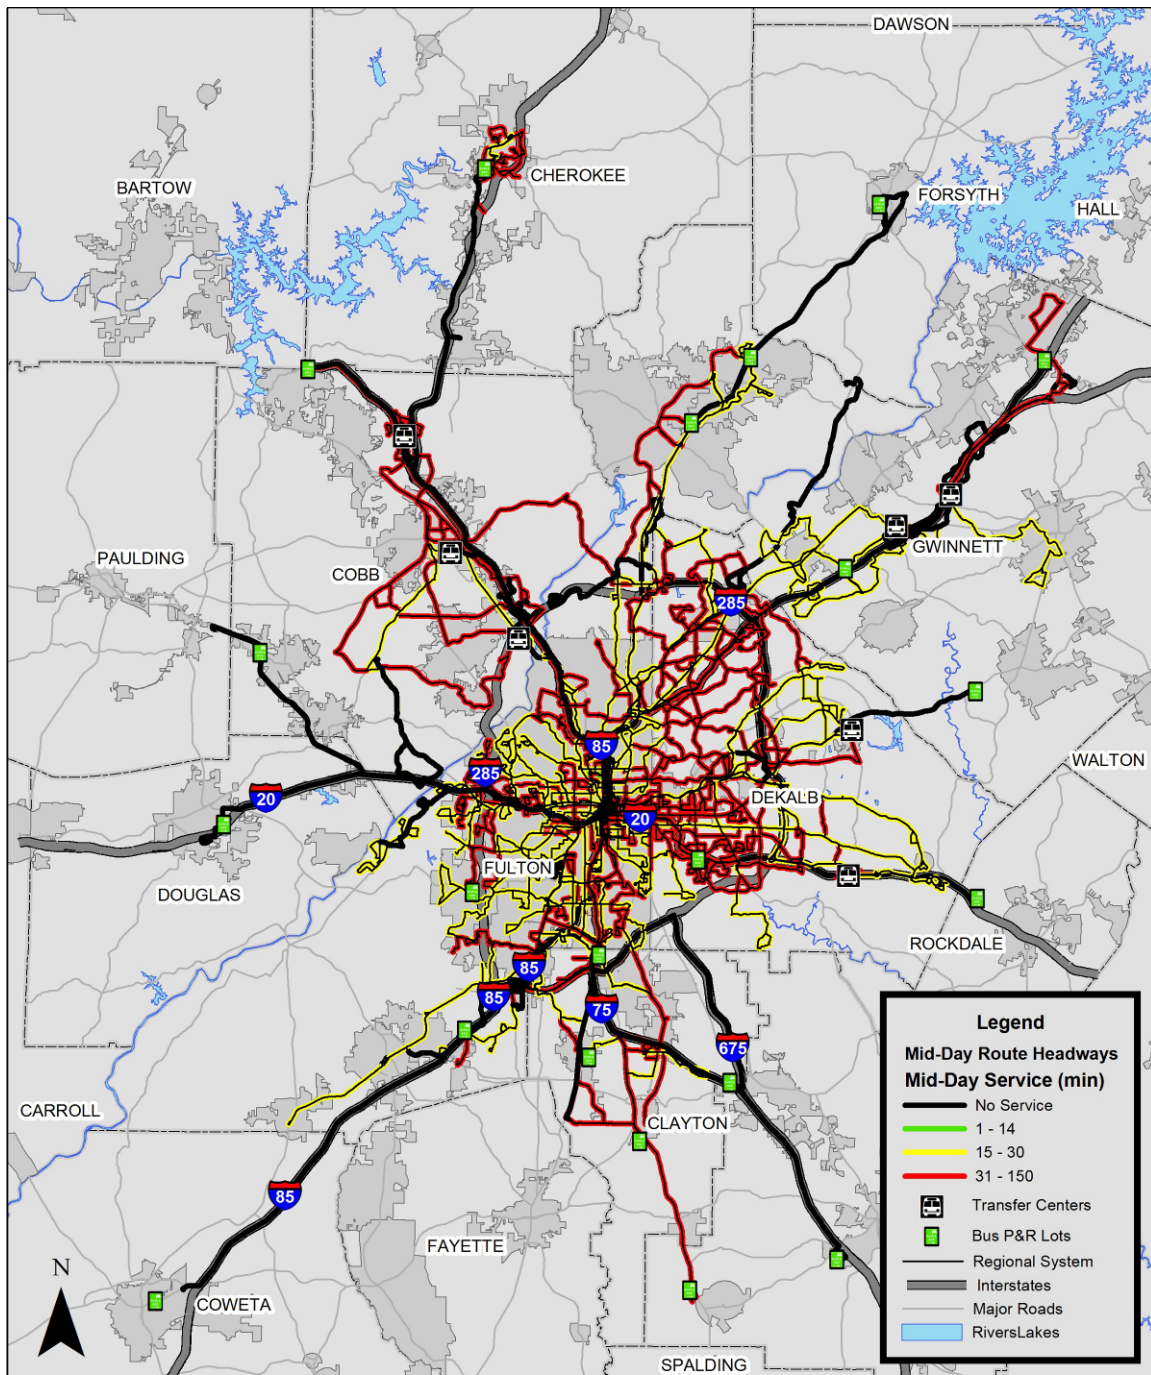 DAWSON
CHEROKEE
BARTOW
FORSYTH
HALL
PAULDING
COBB
GWINNETT
285
85
WALTON
285
20
DEKALB
20
FULTON
DOUGLAS
ROCKDALE
85
85
75
675
CARROLL
CLAYTON
85
FAYETTE
N
COWETA
SPALDING
Legend
Mid-Day Route Headways
Mid-Day Service (min)
No Service
1 - 14
15 - 30
31 - 150
Transfer Centers
Bus P&R Lots
Regional System
Interstates
Major Roads
RiversLakes